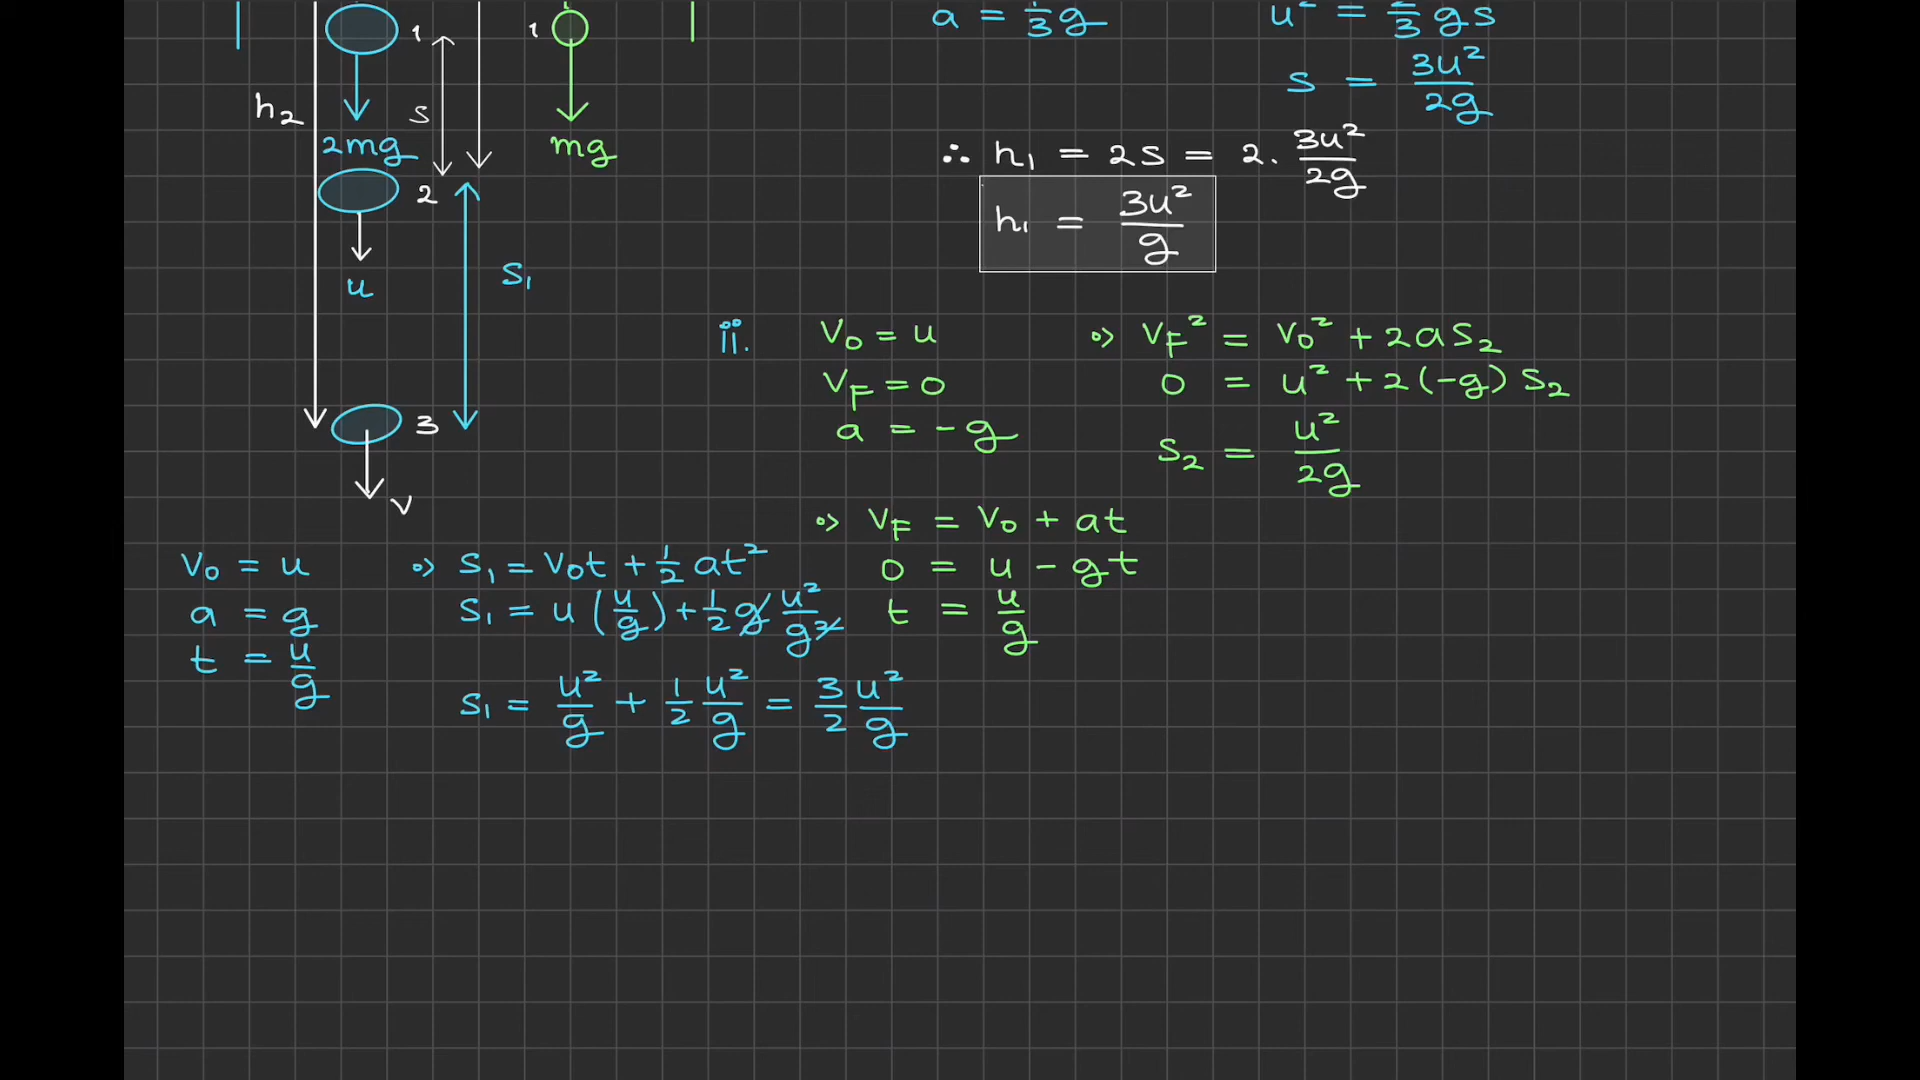 a = 1/3 g
u² = 2/3 gs
s = 3u²/2g
1
1
h₂
s
2mg
mg
∴ h₁ = 2s = 2 · 3u²/2g
h₁ = 3u²/g
2
u
s₁
3
v
ii.
v₀ = u
v_F = 0
a = -g
v_F² = v₀² + 2as₂
0 = u² + 2(-g)s₂
s₂ = u²/2g
v_F = v₀ + at
0 = u - gt
t = u/g
v₀ = u
a = g
t = u/g
s₁ = v₀t + 1/2 at²
s₁ = u(u/g) + 1/2 g u²/g²
s₁ = u²/g + 1/2 u²/g = 3/2 u²/g